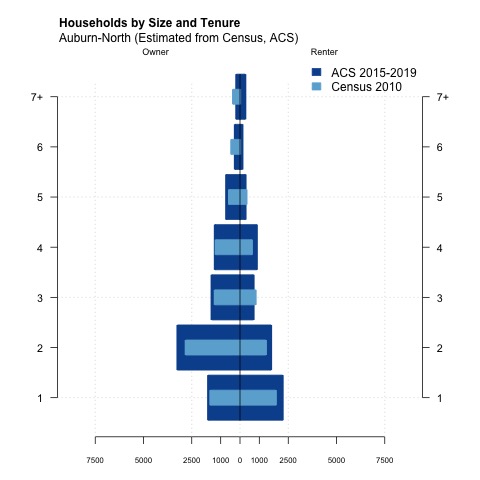 Households by Size and Tenure
Auburn-North (Estimated from Census, ACS)
Owner Renter
ACS 2015-2019
Census 2010
7+ 7+
6 6
5 5
4 4
3 3
2 2
1 1
7500 5000 2500 1000 0 1000 2500 5000 7500